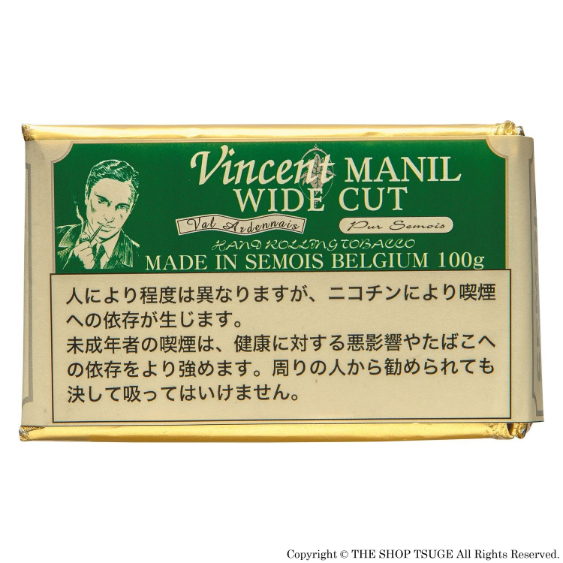 Vincent MANIL
WIDE CUT
Val Ardennais
Pur Semois
HAND ROLLING TOBACCO
MADE IN SEMOIS BELGIUM 100g
人により程度は異なりますが、ニコチンにより喫煙
への依存が生じます。
未成年者の喫煙は、健康に対する悪影響やたばこへ
の依存をより強めます。周りの人から勧められても
決して吸ってはいけません。
Copyright © THE SHOP TSUGE All Rights Reserved.